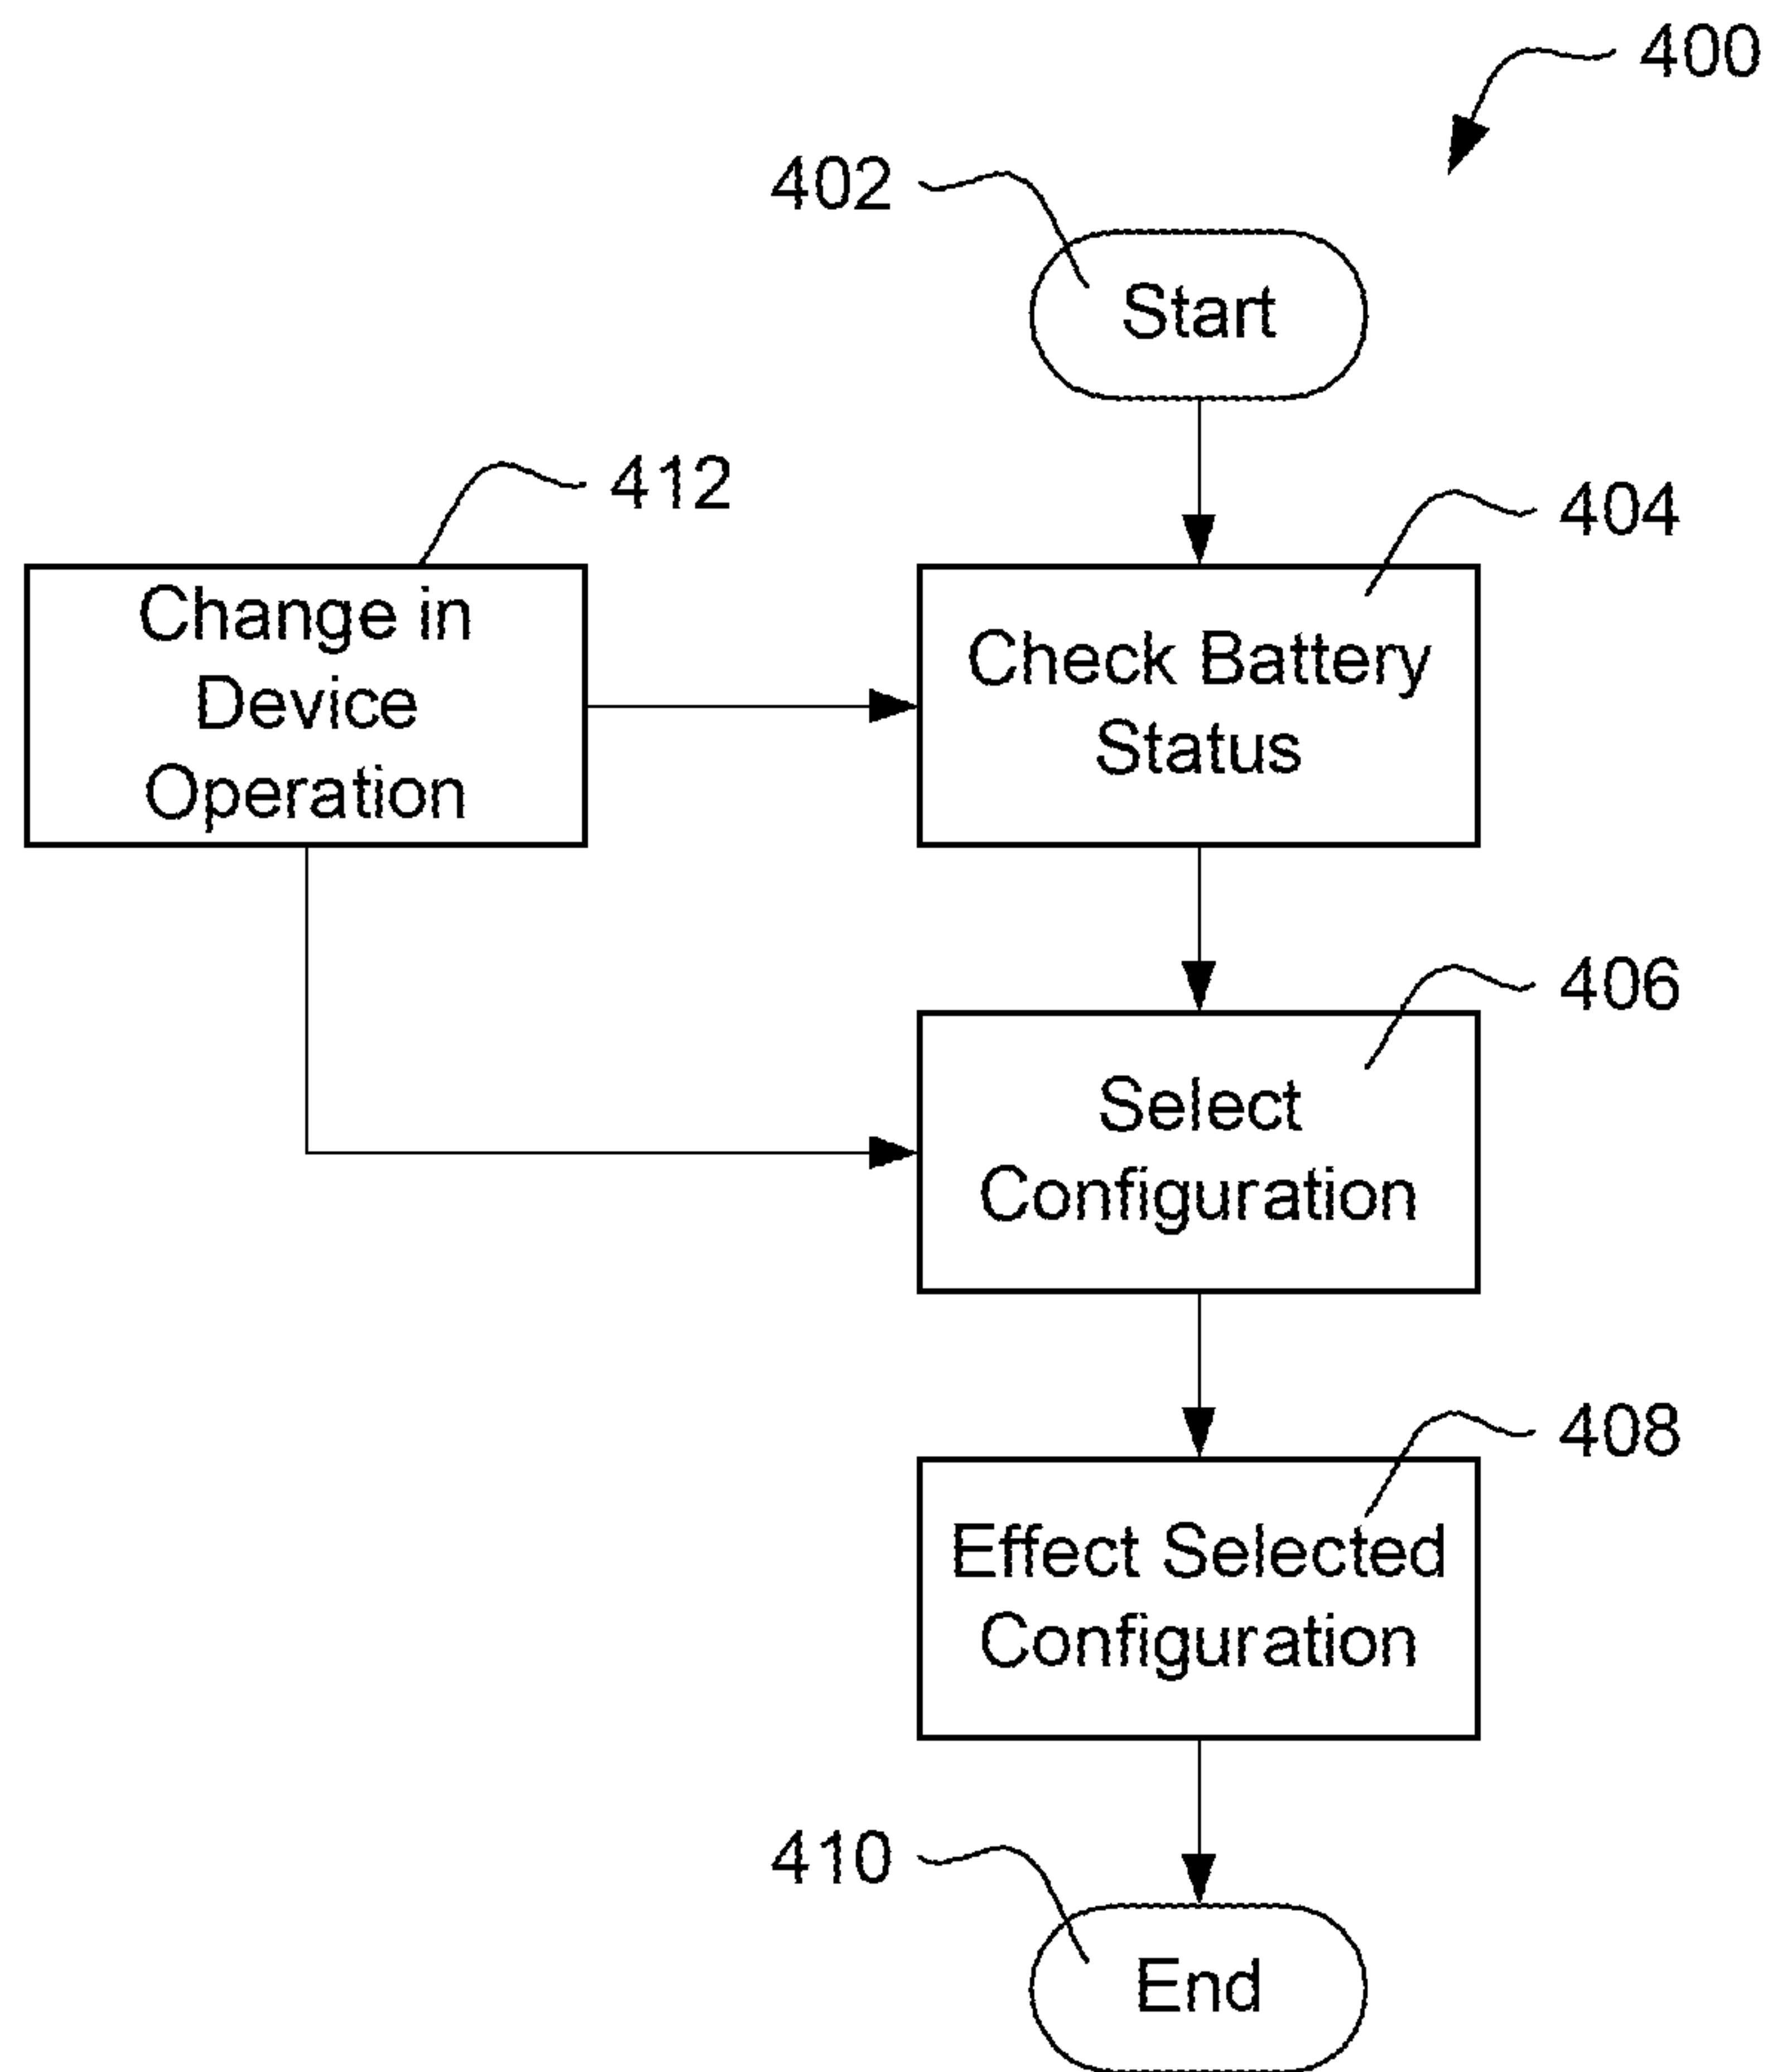 400
402
Start
412
404
Change in
Device
Operation
Check Battery
Status
406
Select
Configuration
408
Effect Selected
Configuration
410
End